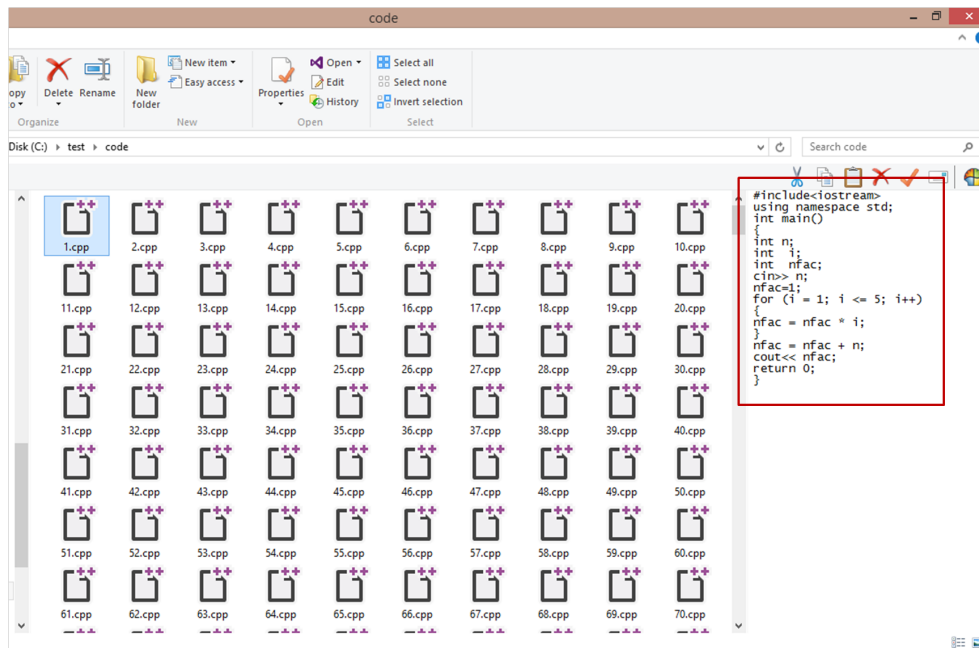 code
opy
o
Delete
Rename
New
folder
New item
Easy access
Properties
Open
Edit
History
Select all
Select none
Invert selection
Organize
New
Open
Select
Disk (C:) test code
Search code
1.cpp 2.cpp 3.cpp 4.cpp 5.cpp 6.cpp 7.cpp 8.cpp 9.cpp 10.cpp
11.cpp 12.cpp 13.cpp 14.cpp 15.cpp 16.cpp 17.cpp 18.cpp 19.cpp 20.cpp
21.cpp 22.cpp 23.cpp 24.cpp 25.cpp 26.cpp 27.cpp 28.cpp 29.cpp 30.cpp
31.cpp 32.cpp 33.cpp 34.cpp 35.cpp 36.cpp 37.cpp 38.cpp 39.cpp 40.cpp
41.cpp 42.cpp 43.cpp 44.cpp 45.cpp 46.cpp 47.cpp 48.cpp 49.cpp 50.cpp
51.cpp 52.cpp 53.cpp 54.cpp 55.cpp 56.cpp 57.cpp 58.cpp 59.cpp 60.cpp
61.cpp 62.cpp 63.cpp 64.cpp 65.cpp 66.cpp 67.cpp 68.cpp 69.cpp 70.cpp
#include<iostream>
using namespace std;
int main()
{
int n;
int  i;
int  nfac;
cin>> n;
nfac=1;
for (i = 1; i <= 5; i++)
{
nfac = nfac * i;
}
nfac = nfac + n;
cout<< nfac;
return 0;
}